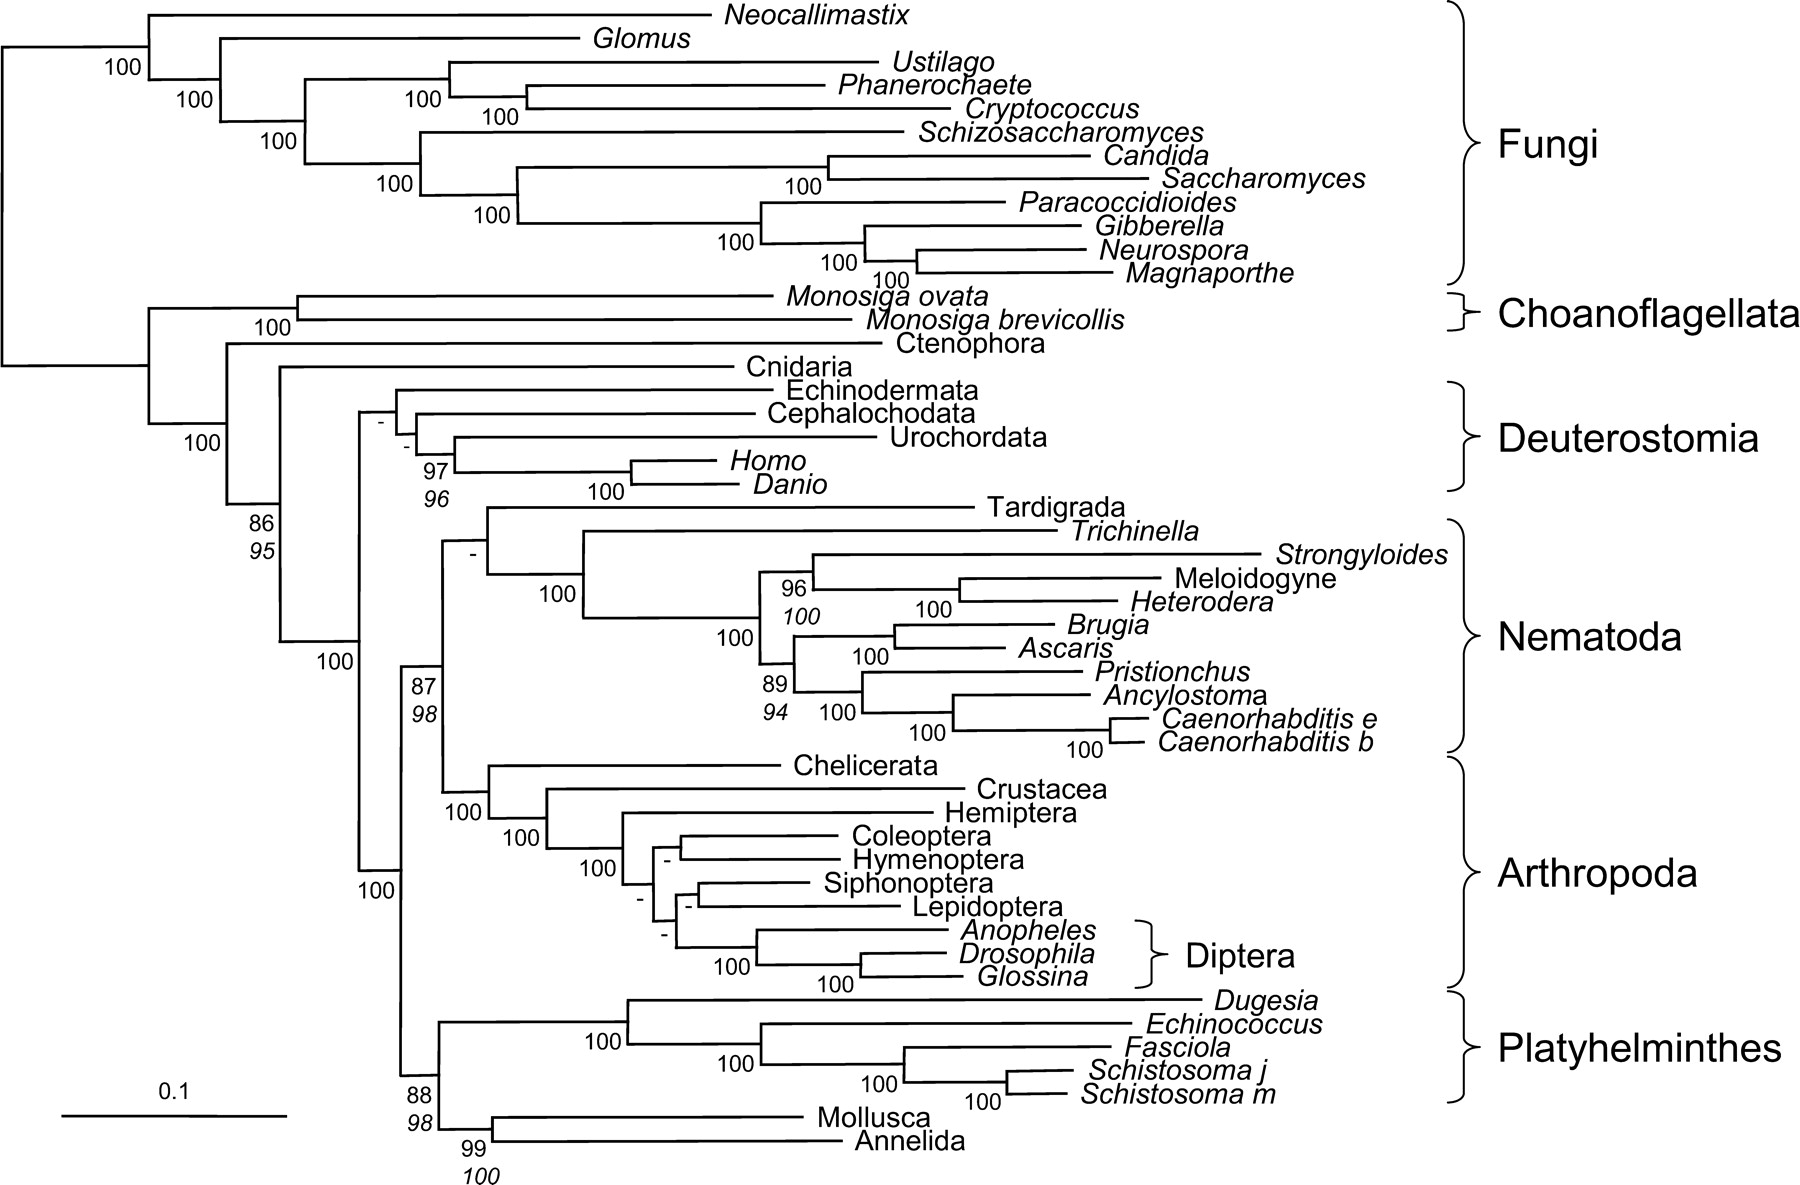 Neocallimastix
Glomus
100
Ustilago
Phanerochaete
100
100
Cryptococcus
100
Schizosaccharomyces
100
Fungi
Candida
100
100
Saccharomyces
Paracoccidioides
100
Gibberella
100
Neurospora
100
Magnaporthe
100
Monosiga ovata
Choanoflagellata
100
Monosiga brevicollis
Ctenophora
Cnidaria
Echinodermata
Cephalochodata
-
Urochordata
Deuterostomia
100
-
Homo
97
Danio
100
96
Tardigrada
86
Trichinella
95
-
Strongyloides
Meloidogyne
96
100
Heterodera
100
100
Brugia
100
Nematoda
Ascaris
100
100
Pristionchus
87
89
Ancylostoma
98
94
100
Caenorhabditis e
100
Caenorhabditis b
100
Chelicerata
Crustacea
100
Hemiptera
100
Coleoptera
Hymenoptera
-
100
Arthropoda
Siphonoptera
100
-
-
Lepidoptera
Anopheles
-
Drosophila
Diptera
100
Glossina
100
Dugesia
Echinococcus
100
Fasciola
Platyhelminthes
100
Schistosoma j
100
0.1
88
Schistosoma m
100
98
Mollusca
Annelida
99
100